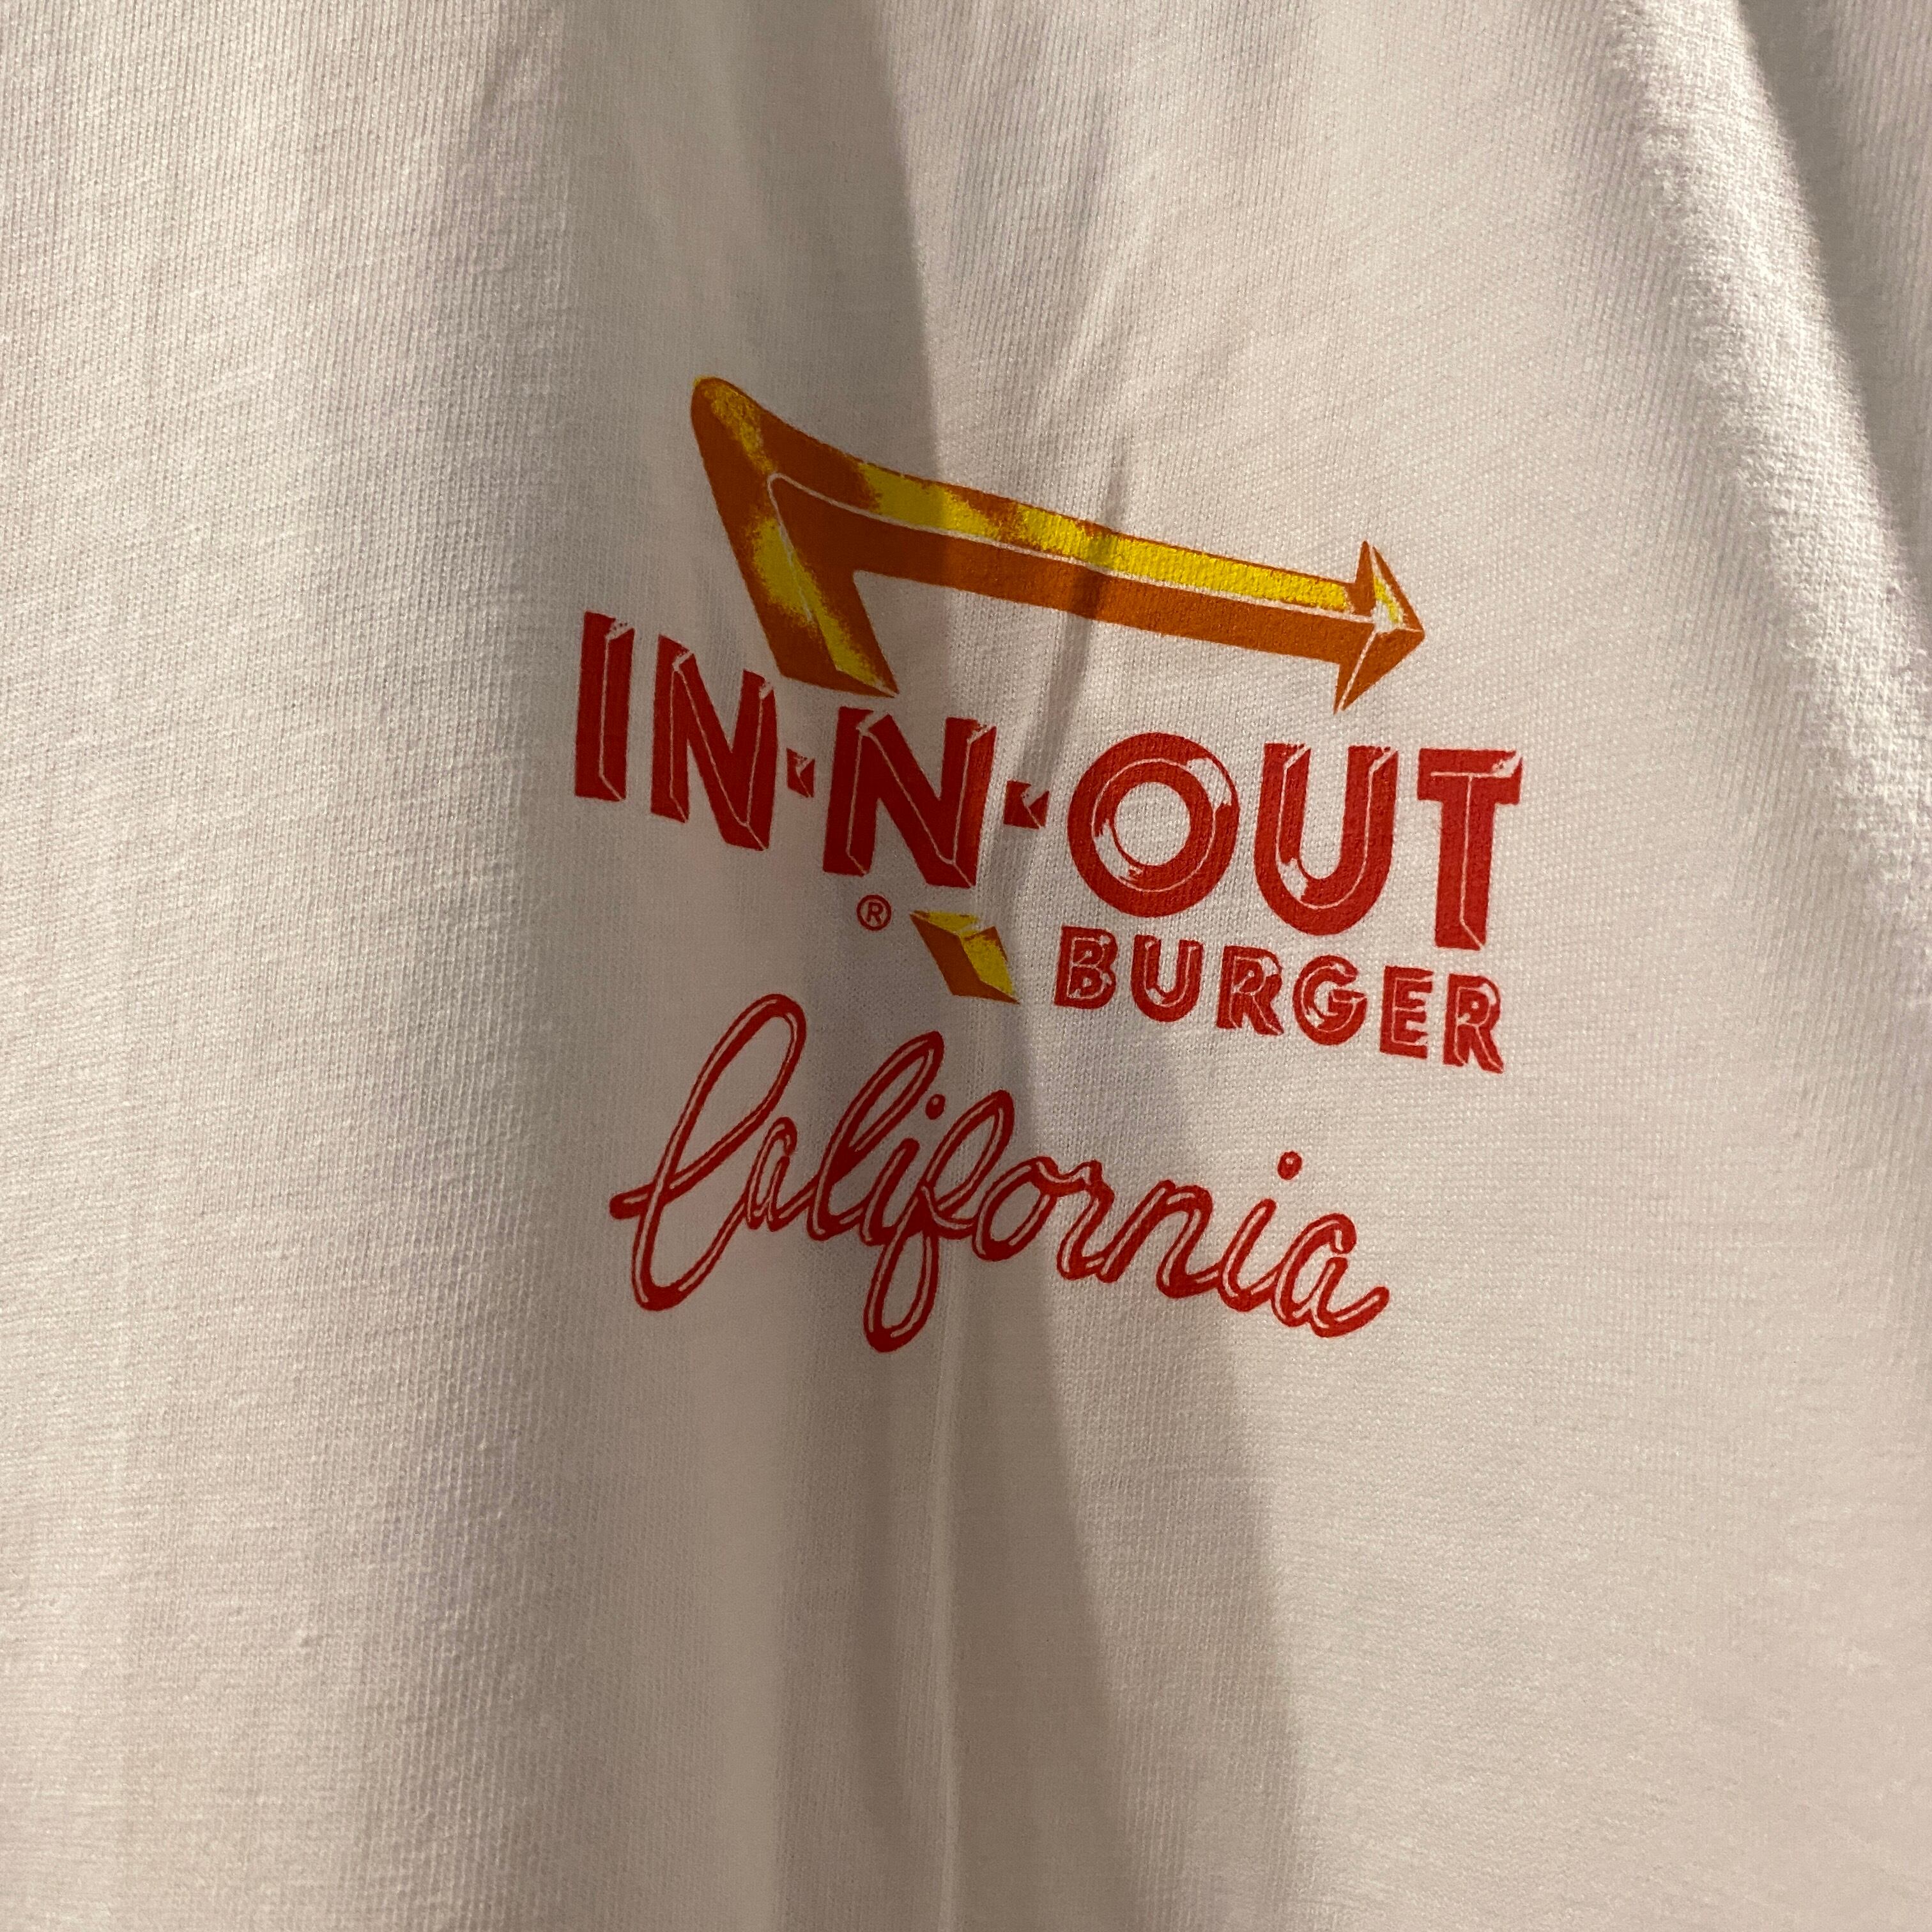 IN-N-OUT
®
BURGER
California